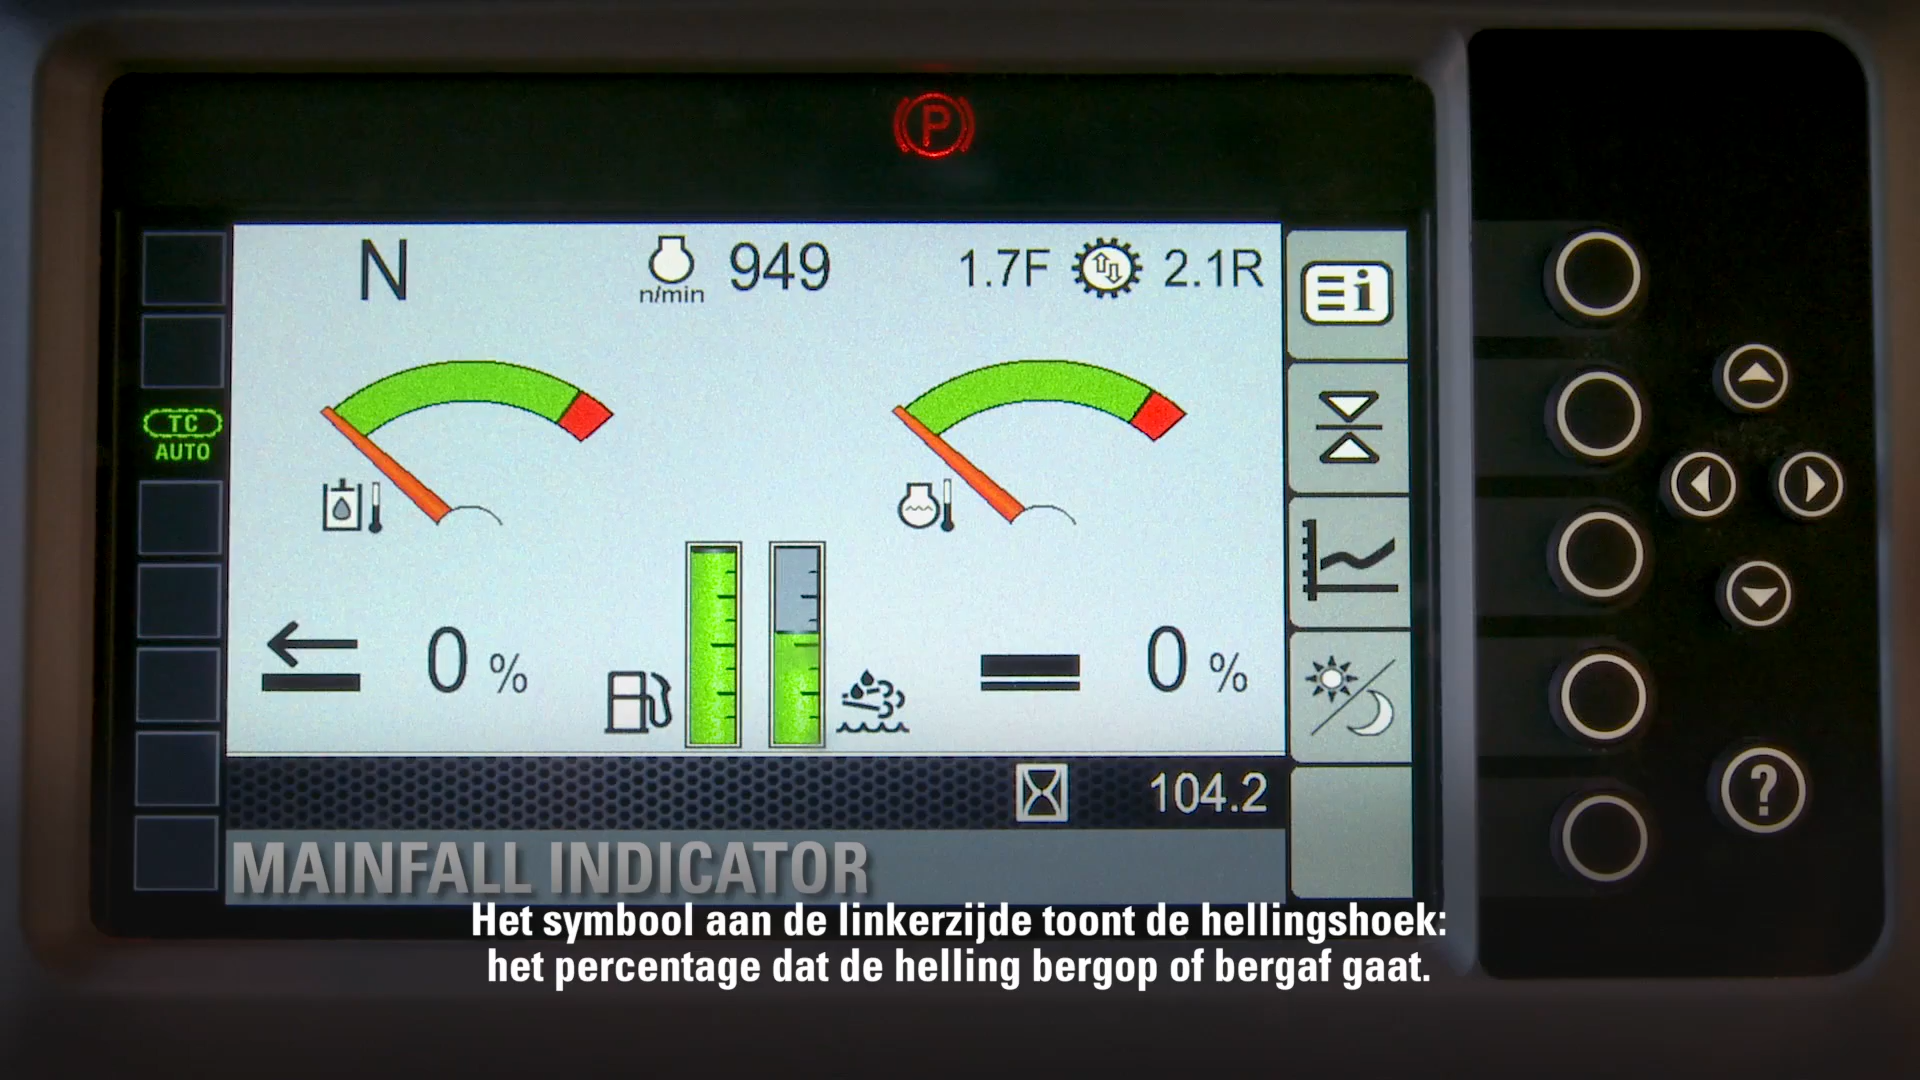 P
N
n/min
949
1.7F
2.1R
i
TC
AUTO
0 %
0 %
104.2
?
MAINFALL INDICATOR
Het symbool aan de linkerzijde toont de hellingshoek:
het percentage dat de helling bergop of bergaf gaat.